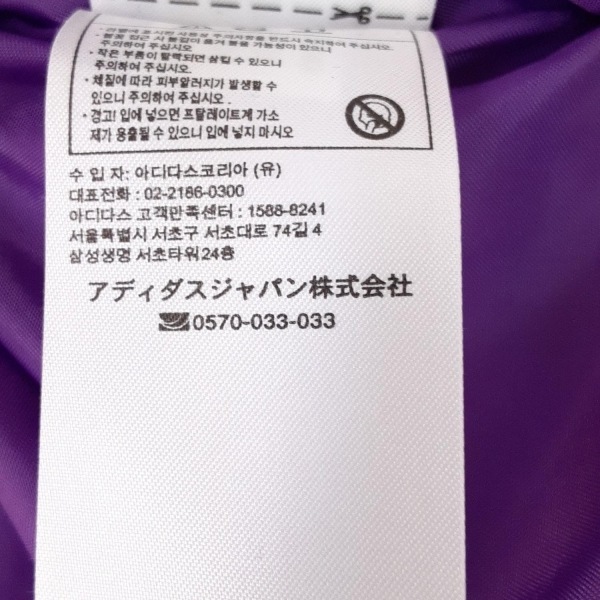 주의하여 주십시오
· 작은 부품이 탈락되면 삼킬 수 있으니
주의하여 주십시오.
· 체질에 따라 피부알러지가 발생할 수
있으니 주의하여 주십시오 .
· 경고! 입에 넣으면 프탈레이트계 가소
제가 용출될 수 있으니 입에 넣지 마시오
수 입 자: 아디다스코리아 (유)
대표전화 : 02-2186-0300
아디다스 고객만족센터 : 1588-8241
서울특별시 서초구 서초대로 74길 4
삼성생명 서초타워24층
アディダスジャパン株式会社
0570-033-033